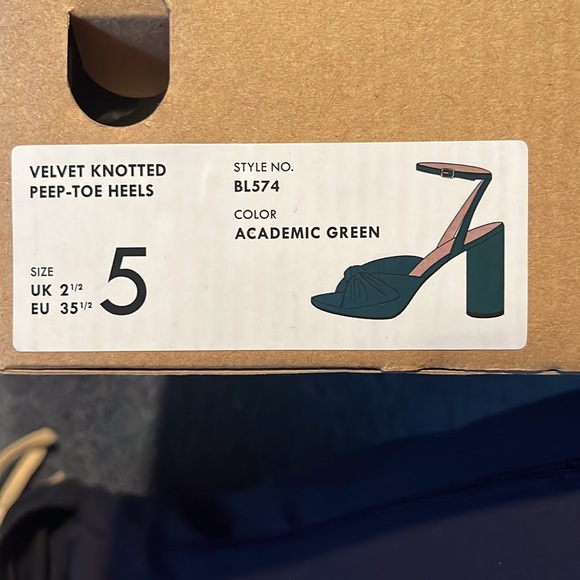 VELVET KNOTTED
PEEP-TOE HEELS
SIZE
UK 2 1/2
EU 35 1/2
5
STYLE NO.
BL574
COLOR
ACADEMIC GREEN